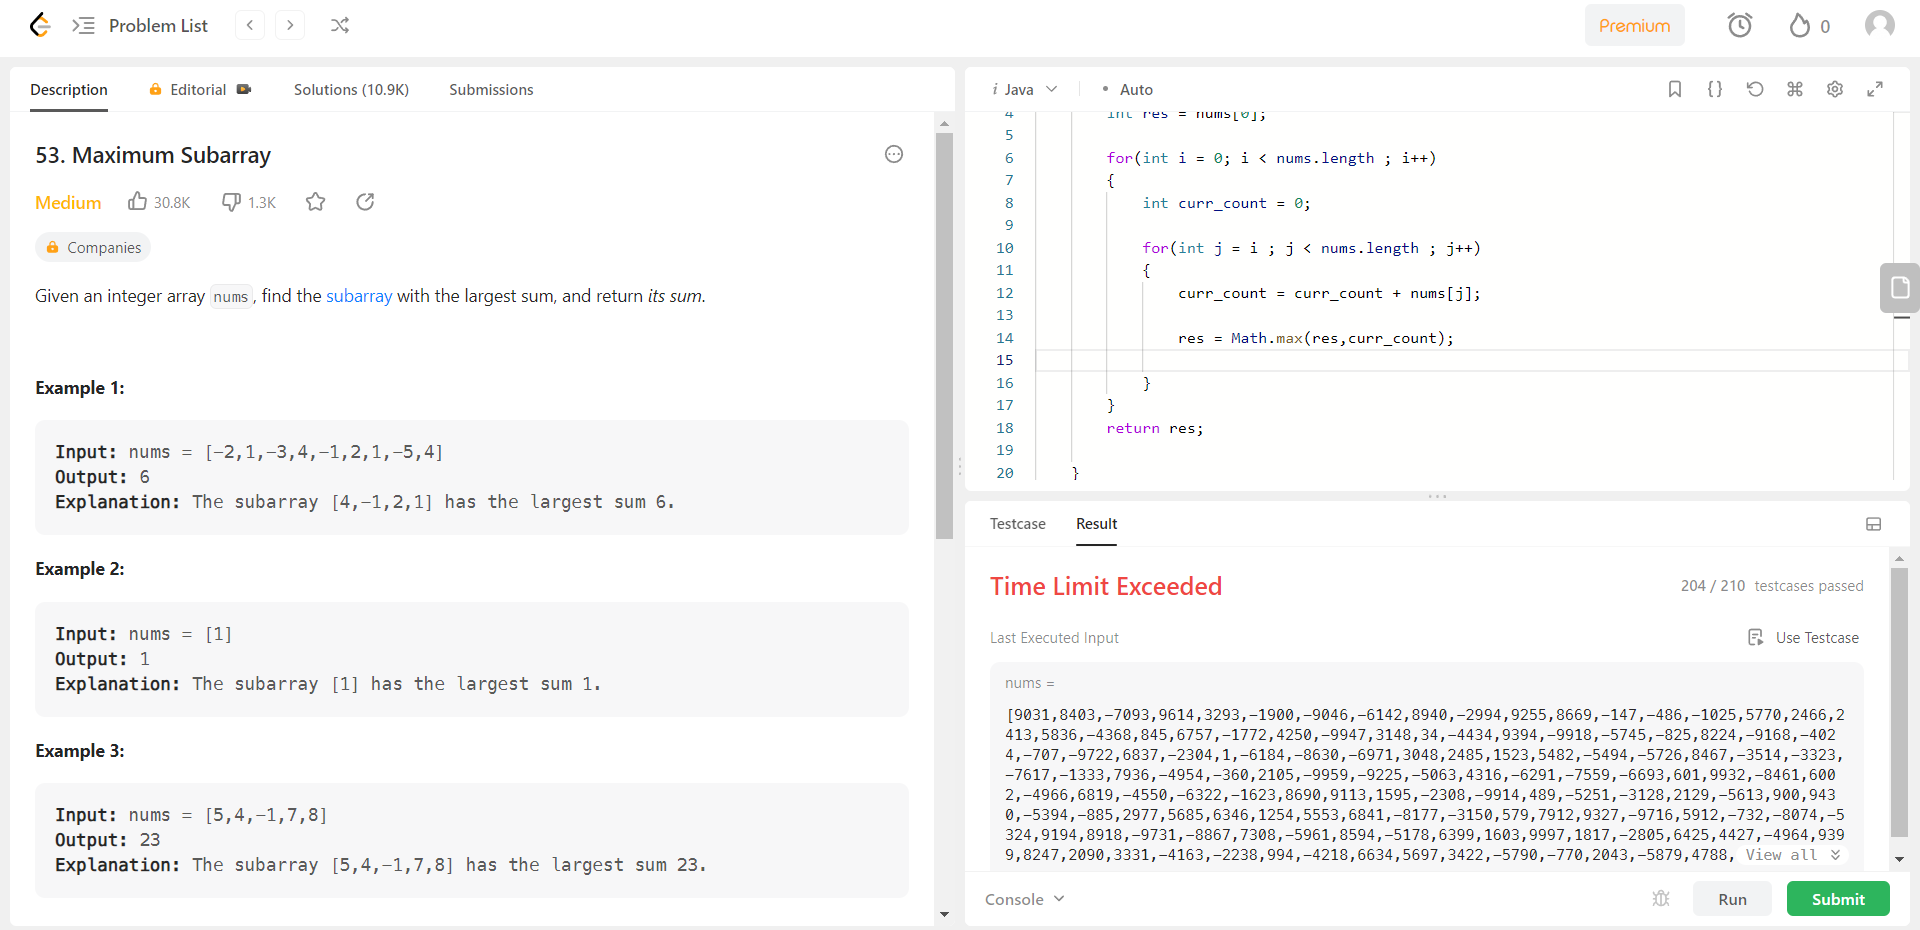 Problem List
Premium
0
Description
Editorial
Solutions (10.9K)
Submissions
53. Maximum Subarray
Medium
30.8K
1.3K
Companies
Given an integer array nums, find the subarray with the largest sum, and return its sum.
Example 1:
Input: nums = [-2,1,-3,4,-1,2,1,-5,4]
Output: 6
Explanation: The subarray [4,-1,2,1] has the largest sum 6.
Example 2:
Input: nums = [1]
Output: 1
Explanation: The subarray [1] has the largest sum 1.
Example 3:
Input: nums = [5,4,-1,7,8]
Output: 23
Explanation: The subarray [5,4,-1,7,8] has the largest sum 23.
i Java
Auto
4 int res = nums[0];
5
6 for(int i = 0; i < nums.length ; i++)
7 {
8 int curr_count = 0;
9
10 for(int j = i ; j < nums.length ; j++)
11 {
12 curr_count = curr_count + nums[j];
13
14 res = Math.max(res,curr_count);
15
16 }
17 }
18 return res;
19
20 }
Testcase
Result
Time Limit Exceeded
204 / 210 testcases passed
Last Executed Input
Use Testcase
nums =
[9031,8403,-7093,9614,3293,-1900,-9046,-6142,8940,-2994,9255,8669,-147,-486,-1025,5770,2466,2
413,5836,-4368,845,6757,-1772,4250,-9947,3148,34,-4434,9394,-9918,-5745,-825,8224,-9168,-402
4,-707,-9722,6837,-2304,1,-6184,-8630,-6971,3048,2485,1523,5482,-5494,-5726,8467,-3514,-3323,
-7617,-1333,7936,-4954,-360,2105,-9959,-9225,-5063,4316,-6291,-7559,-6693,601,9932,-8461,600
2,-4966,6819,-4550,-6322,-1623,8690,9113,1595,-2308,-9914,489,-5251,-3128,2129,-5613,900,943
0,-5394,-885,2977,5685,6346,1254,5553,6841,-8177,-3150,579,7912,9327,-9716,5912,-732,-8074,-5
324,9194,8918,-9731,-8867,7308,-5961,8594,-5178,6399,1603,9997,1817,-2805,6425,4427,-4964,939
9,8247,2090,3331,-4163,-2238,994,-4218,6634,5697,3422,-5790,-770,2043,-5879,4788,
View all
Console
Run
Submit